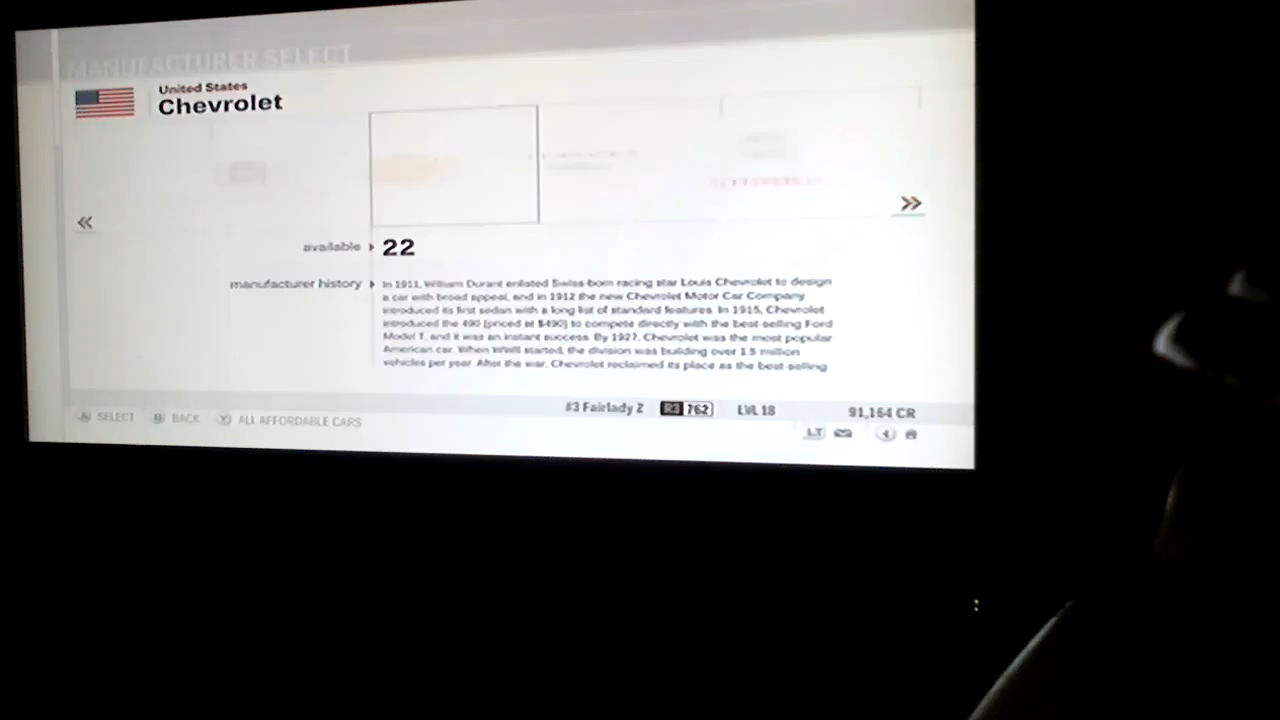 MANUFACTURER SELECT
United States
Chevrolet
available
22
manufacturer history
In 1911, William Durant enlisted Swiss-born racing star Louis Chevrolet to design
a car with broad appeal, and in 1912 the new Chevrolet Motor Car Company
introduced its first sedan with a long list of standard features. In 1915, Chevrolet
introduced the 490 (priced at $490) to compete directly with the best-selling Ford
Model T, and it was an instant success. By 1927, Chevrolet was the most popular
American car. When WWII started, the division was building over 1.5 million
vehicles per year. After the war, Chevrolet reclaimed its place as the best-selling
#3 Fairlady Z R3 762 LVL 18 91,164 CR
A SELECT B BACK Y ALL AFFORDABLE CARS
LT